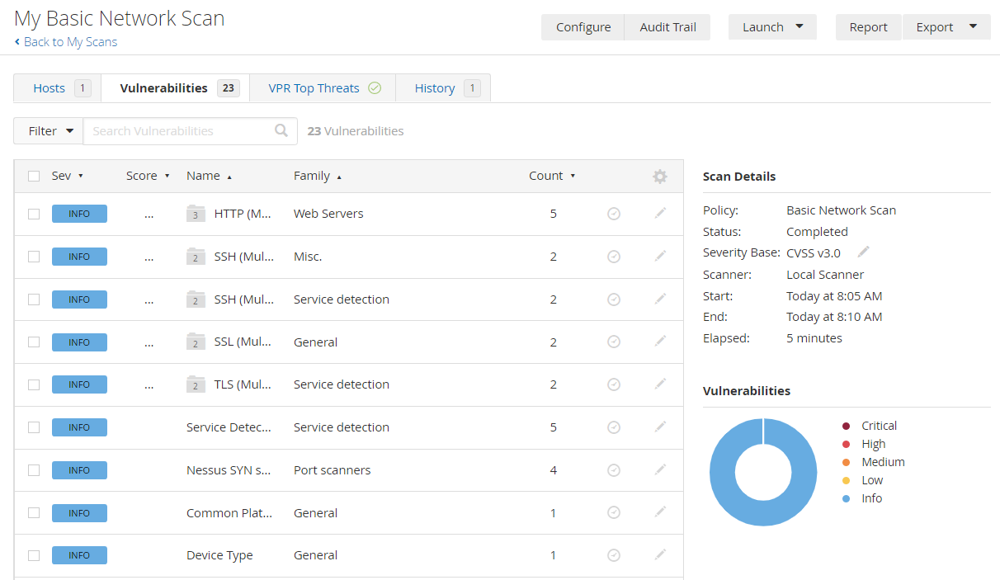 My Basic Network Scan
Back to My Scans
Configure Audit Trail Launch Report Export
Hosts 1 Vulnerabilities 23 VPR Top Threats History 1
Filter Search Vulnerabilities 23 Vulnerabilities
Sev Score Name Family Count
INFO ... 3 HTTP (M... Web Servers 5
INFO ... 2 SSH (Mul... Misc. 2
INFO ... 2 SSH (Mul... Service detection 2
INFO ... 2 SSL (Mul... General 2
INFO ... 2 TLS (Mul... Service detection 2
INFO Service Detec... Service detection 5
INFO Nessus SYN s... Port scanners 4
INFO Common Plat... General 1
INFO Device Type General 1
Scan Details
Policy: Basic Network Scan
Status: Completed
Severity Base: CVSS v3.0
Scanner: Local Scanner
Start: Today at 8:05 AM
End: Today at 8:10 AM
Elapsed: 5 minutes
Vulnerabilities
Critical
High
Medium
Low
Info